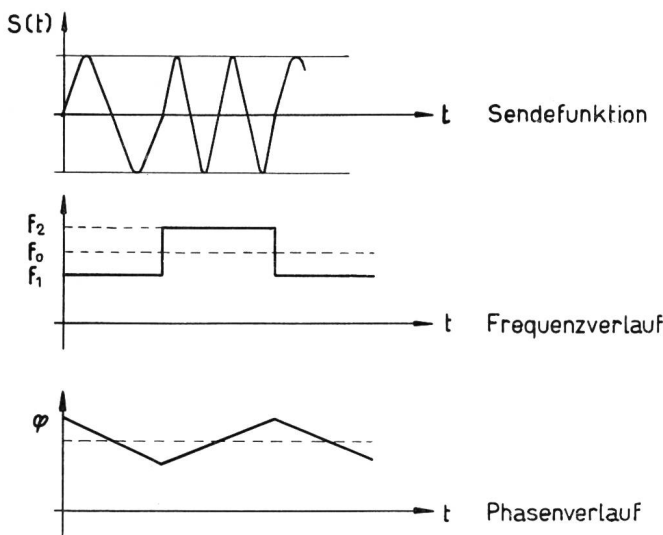 S(t)
t Sendefunktion
F₂
F₀
F₁
t Frequenzverlauf
φ
t Phasenverlauf